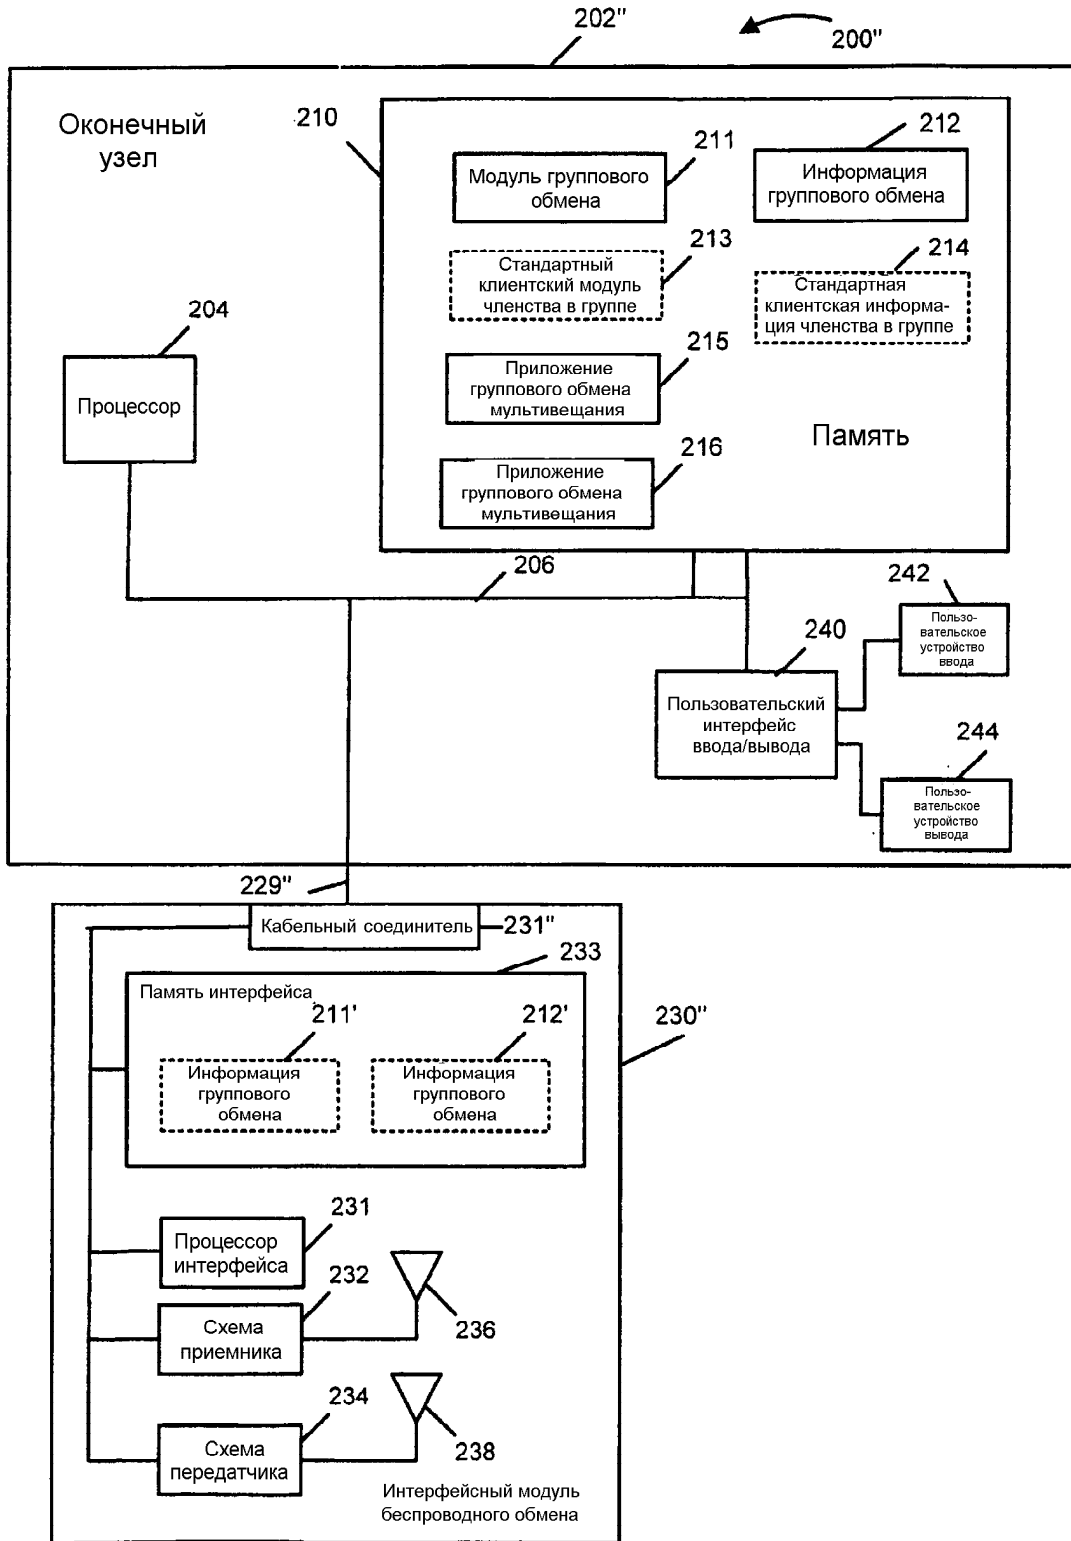 202"
200"
Оконечный
узел
210
211
212
Модуль группового
обмена
Информация
группового обмена
213
214
Стандартный
клиентский модуль
членства в группе
Стандартная
клиентская информа-
ция членства в группе
204
Процессор
215
Приложение
группового обмена
мультивещания
Память
216
Приложение
группового обмена
мультивещания
206
242
Пользо-
вательское
устройство
ввода
240
Пользовательский
интерфейс
ввода/вывода
244
Пользо-
вательское
устройство
вывода
229"
Кабельный соединитель
231"
233
Память интерфейса
211'
212'
230"
Информация
группового
обмена
Информация
группового
обмена
231
Процессор
интерфейса
232
Схема
приемника
236
234
Схема
передатчика
238
Интерфейсный модуль
беспроводного обмена